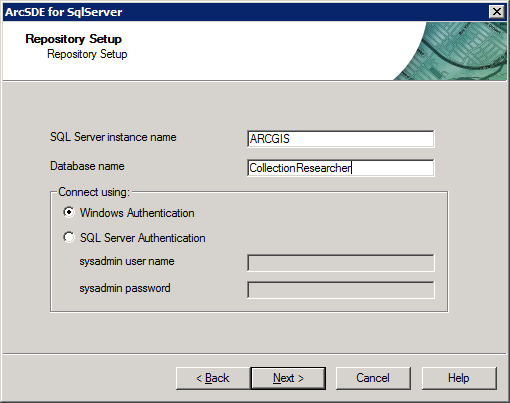 ArcSDE for SqlServer
Repository Setup
Repository Setup
SQL Server instance name ARCGIS
Database name CollectionResearcher
Connect using:
Windows Authentication
SQL Server Authentication
sysadmin user name
sysadmin password
< Back Next > Cancel Help